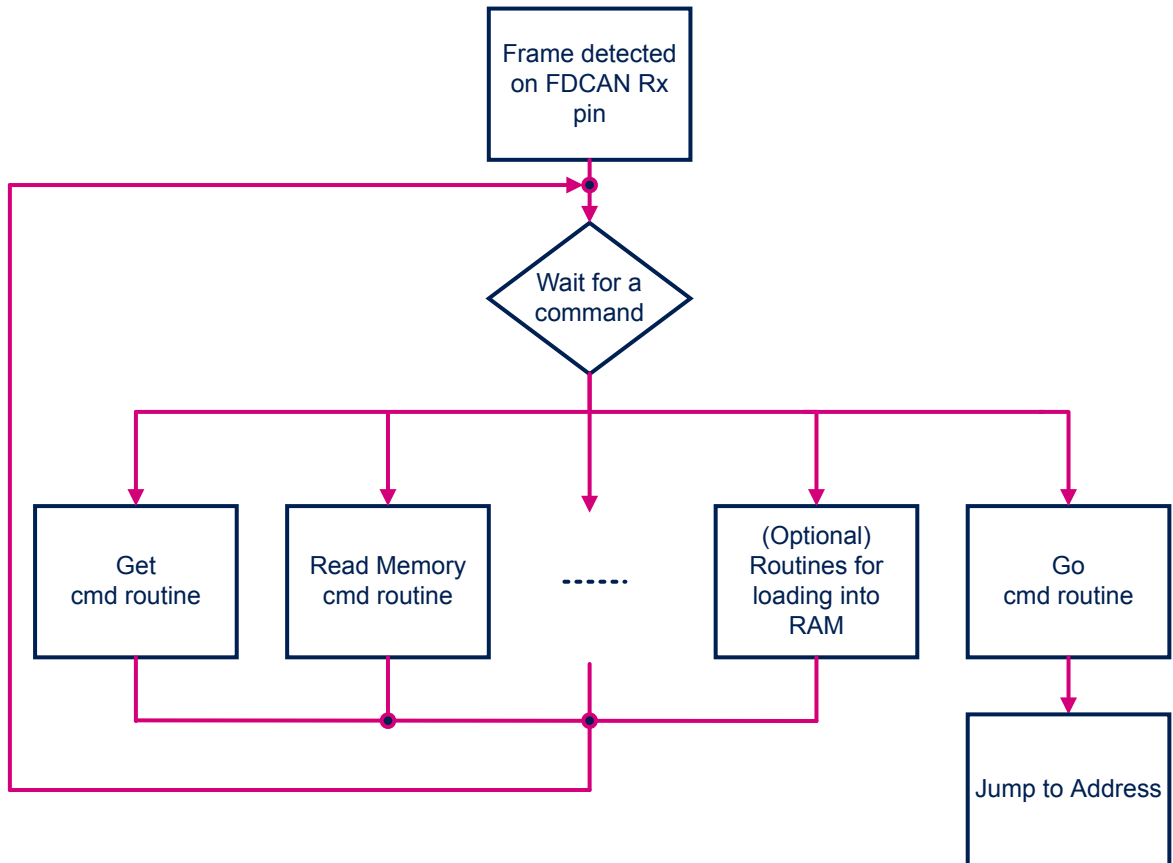 Frame detected
on FDCAN Rx
pin
Wait for a
command
Get
cmd routine
Read Memory
cmd routine
(Optional)
Routines for
loading into
RAM
Go
cmd routine
Jump to Address